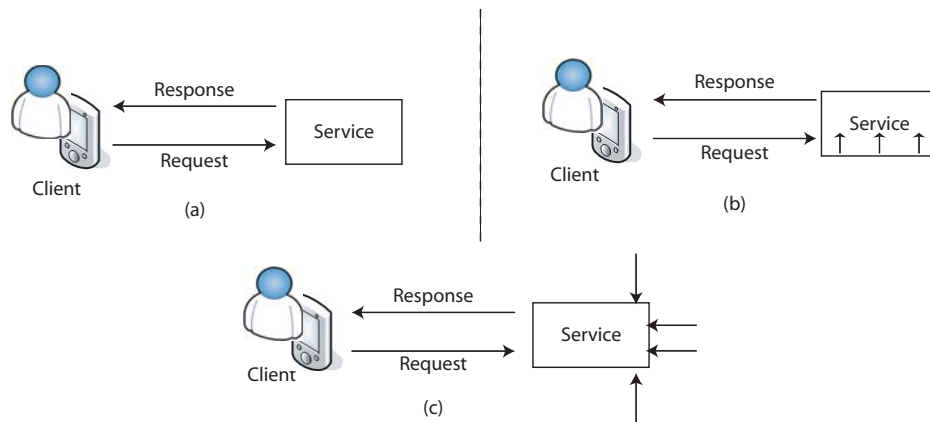 Response
Service
Request
Client
(a)
Response
Service
Request
Client
(b)
Response
Service
Request
Client
(c)